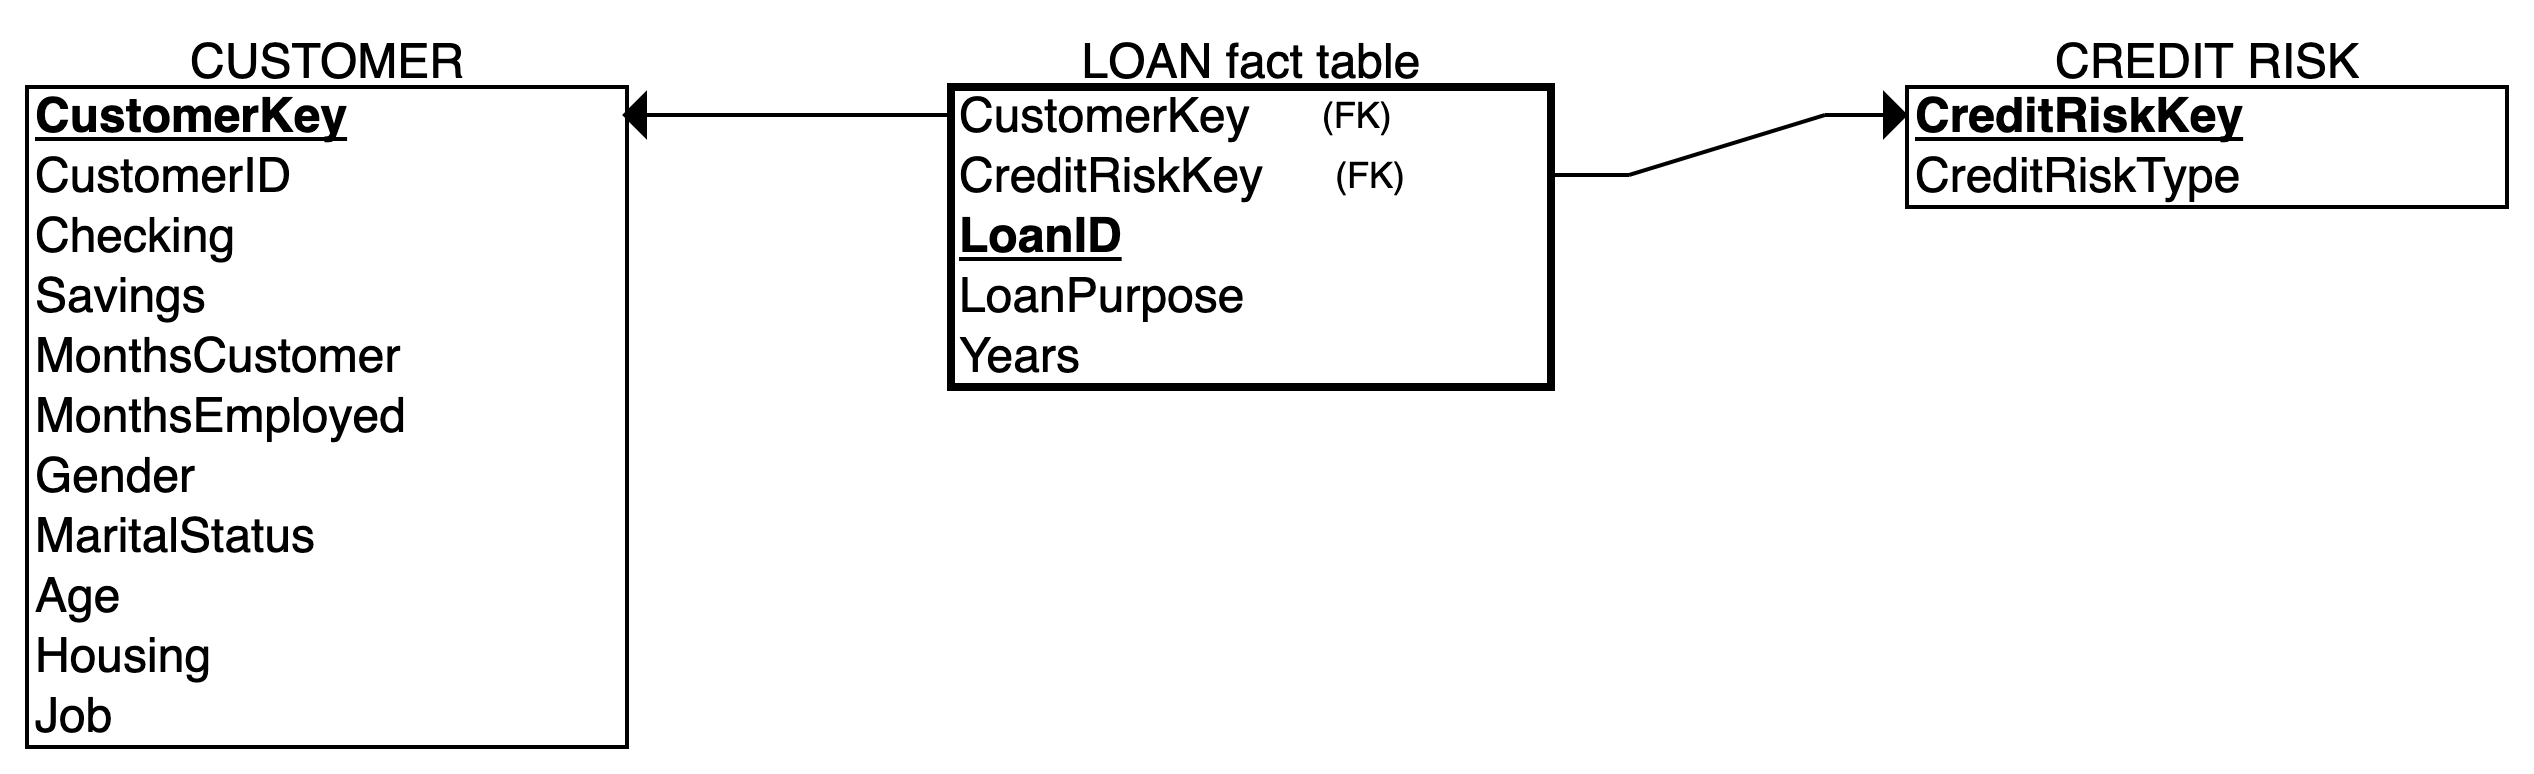 CUSTOMER
CustomerKey
CustomerID
Checking
Savings
MonthsCustomer
MonthsEmployed
Gender
MaritalStatus
Age
Housing
Job
LOAN fact table
CustomerKey (FK)
CreditRiskKey (FK)
LoanID
LoanPurpose
Years
CREDIT RISK
CreditRiskKey
CreditRiskType